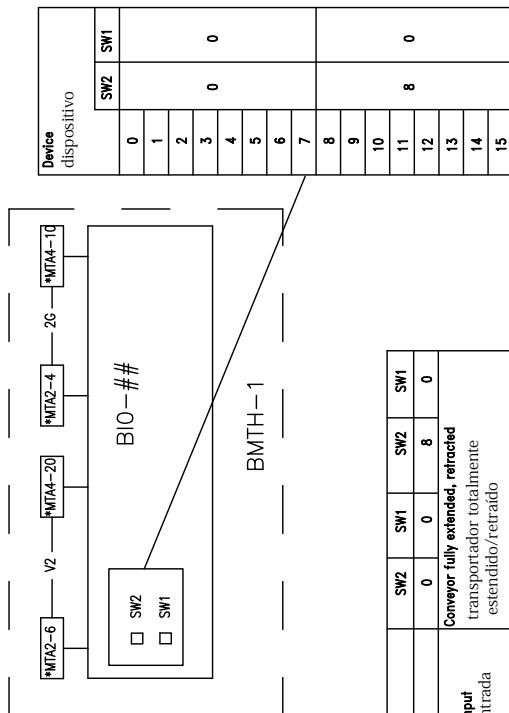 *MTA2-6
V2
*MTA4-20
*MTA2-4
2G
*MTA4-10
SW2
SW1
BIO-##
BMTH-1
Device
dispositivo
SW2 SW1
0
1
2
3
4
5
6
7
0 0
8
9
10
11
12
13
14
15
8 0
SW2 SW1 SW2 SW1
0 0 8 0
Conveyor fully extended, retracted
transportador totalmente
estendido/retraído